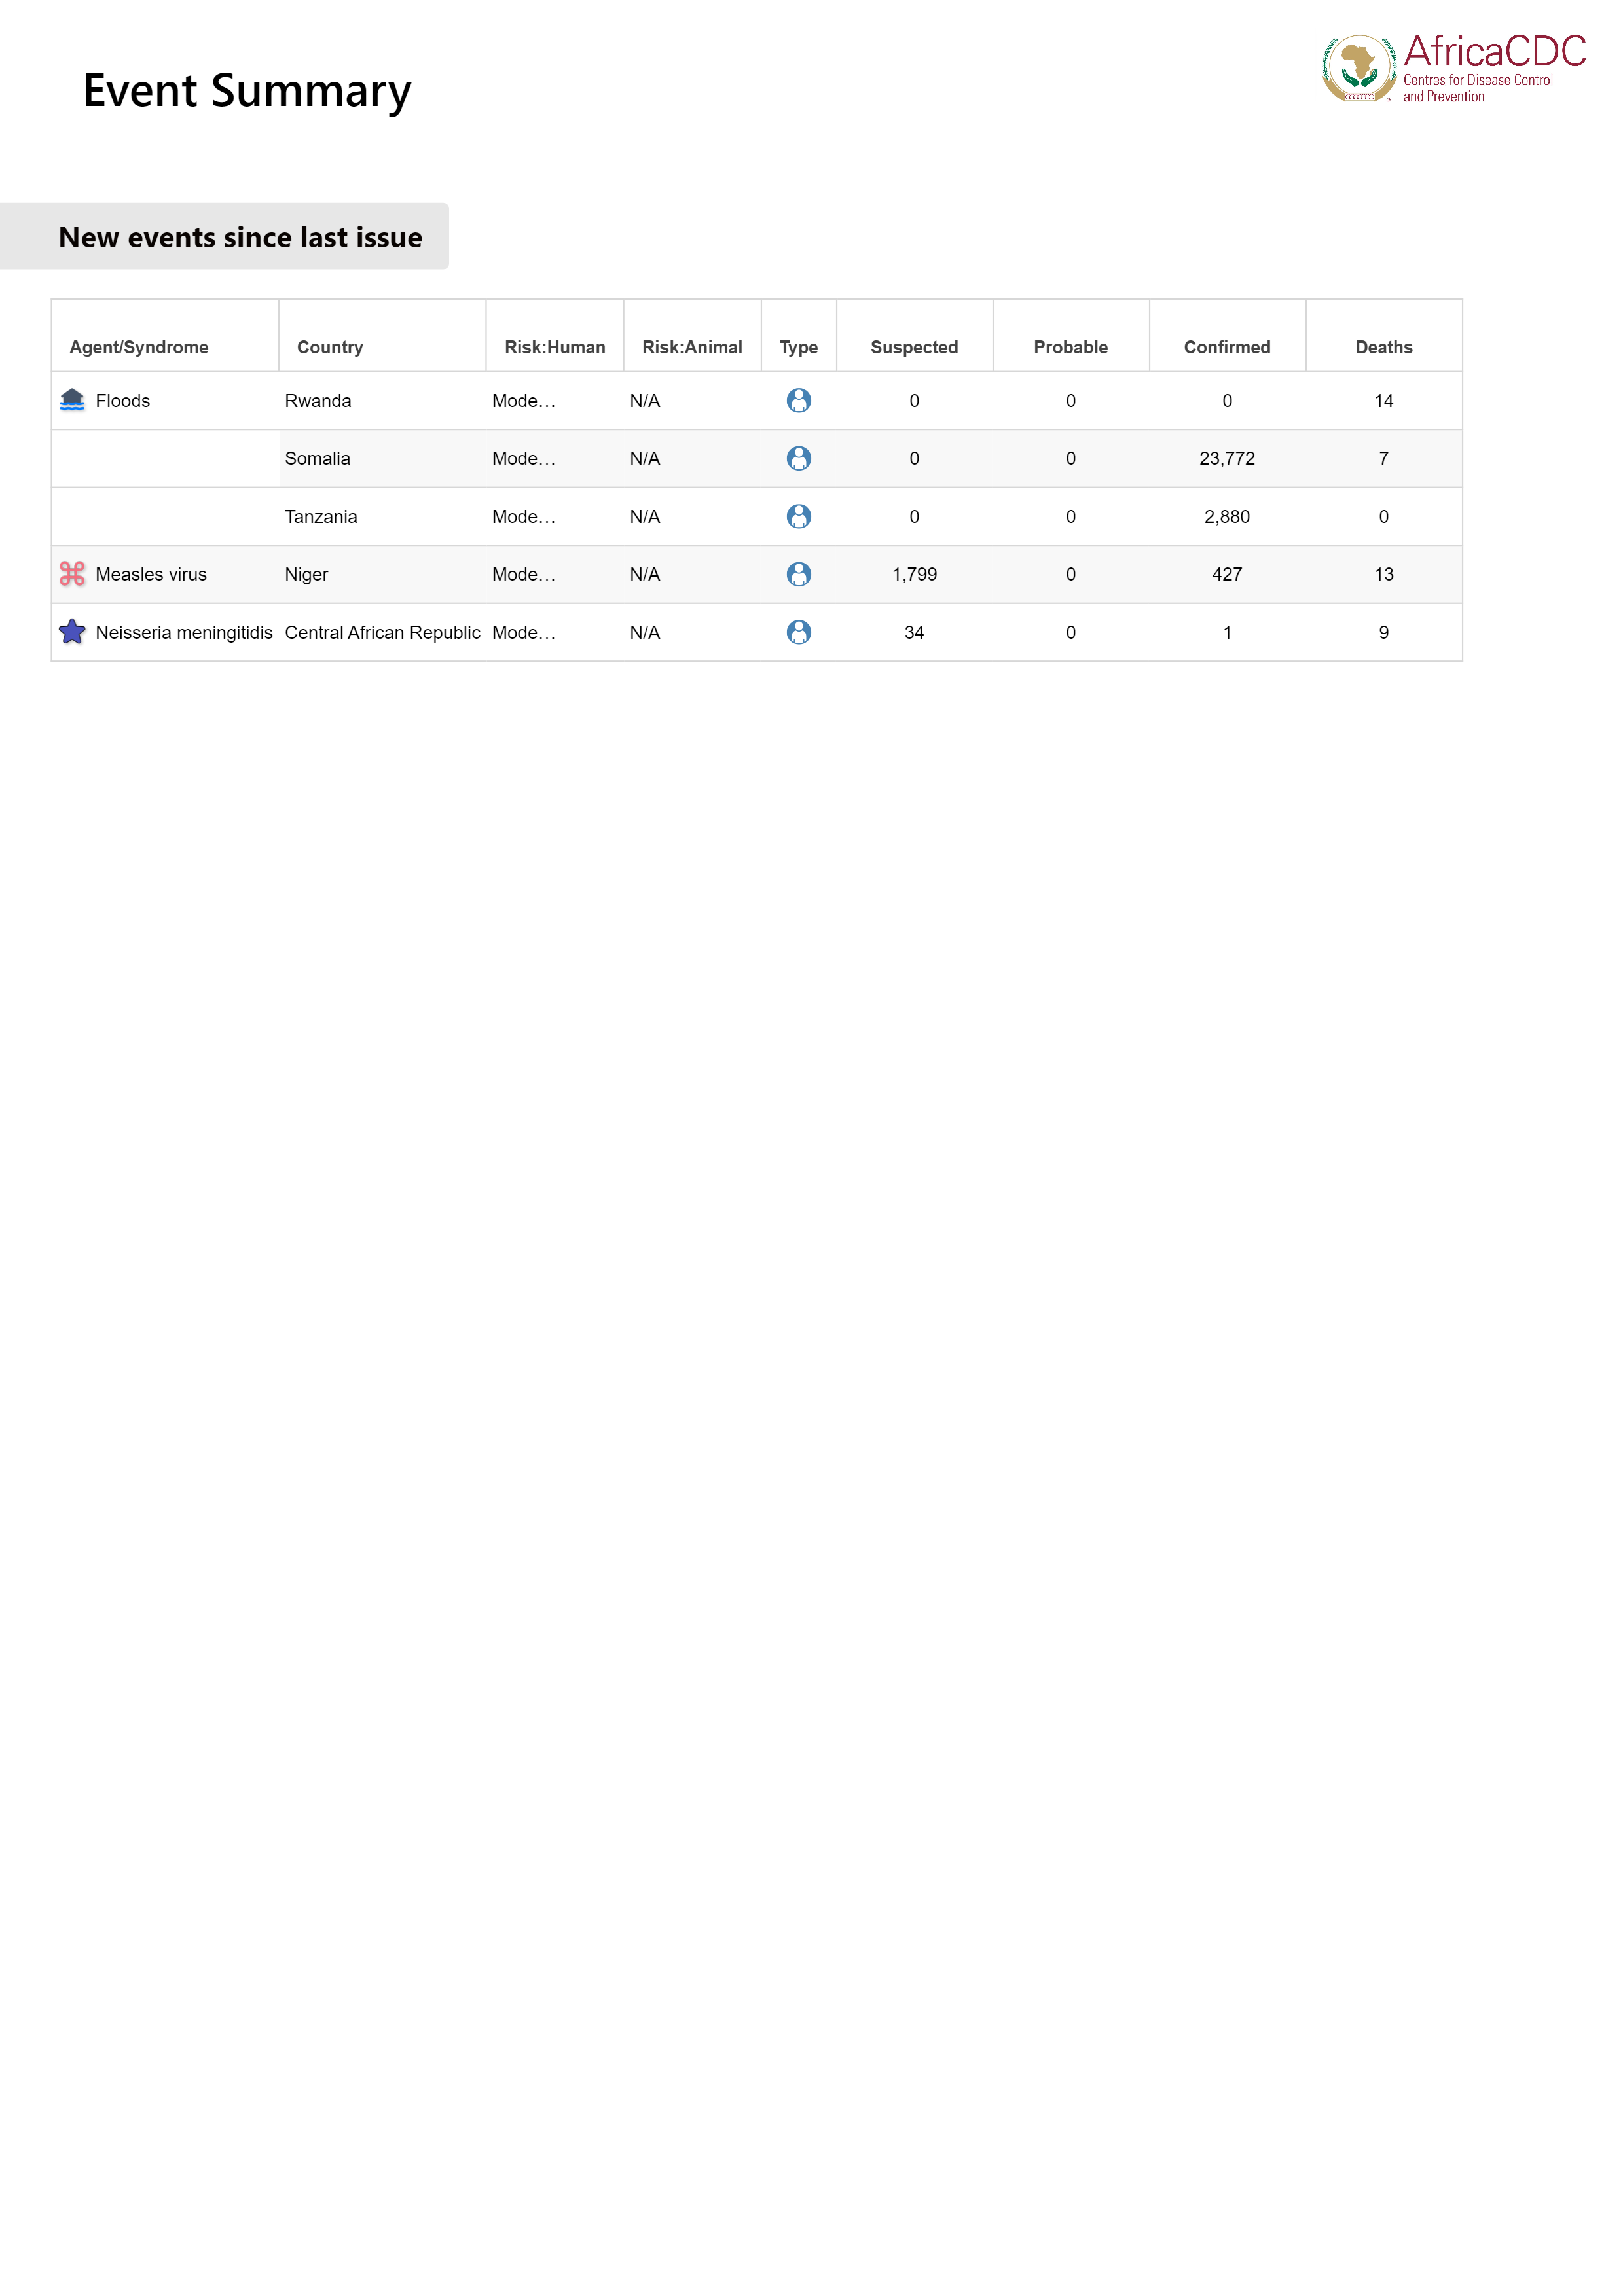 AfricaCDC
Centres for Disease Control
and Prevention
Event Summary
New events since last issue
Agent/Syndrome Country Risk:Human Risk:Animal Type Suspected Probable Confirmed Deaths
Floods Rwanda Mode... N/A 0 0 0 14
Somalia Mode... N/A 0 0 23,772 7
Tanzania Mode... N/A 0 0 2,880 0
Measles virus Niger Mode... N/A 1,799 0 427 13
Neisseria meningitidis Central African Republic Mode... N/A 34 0 1 9